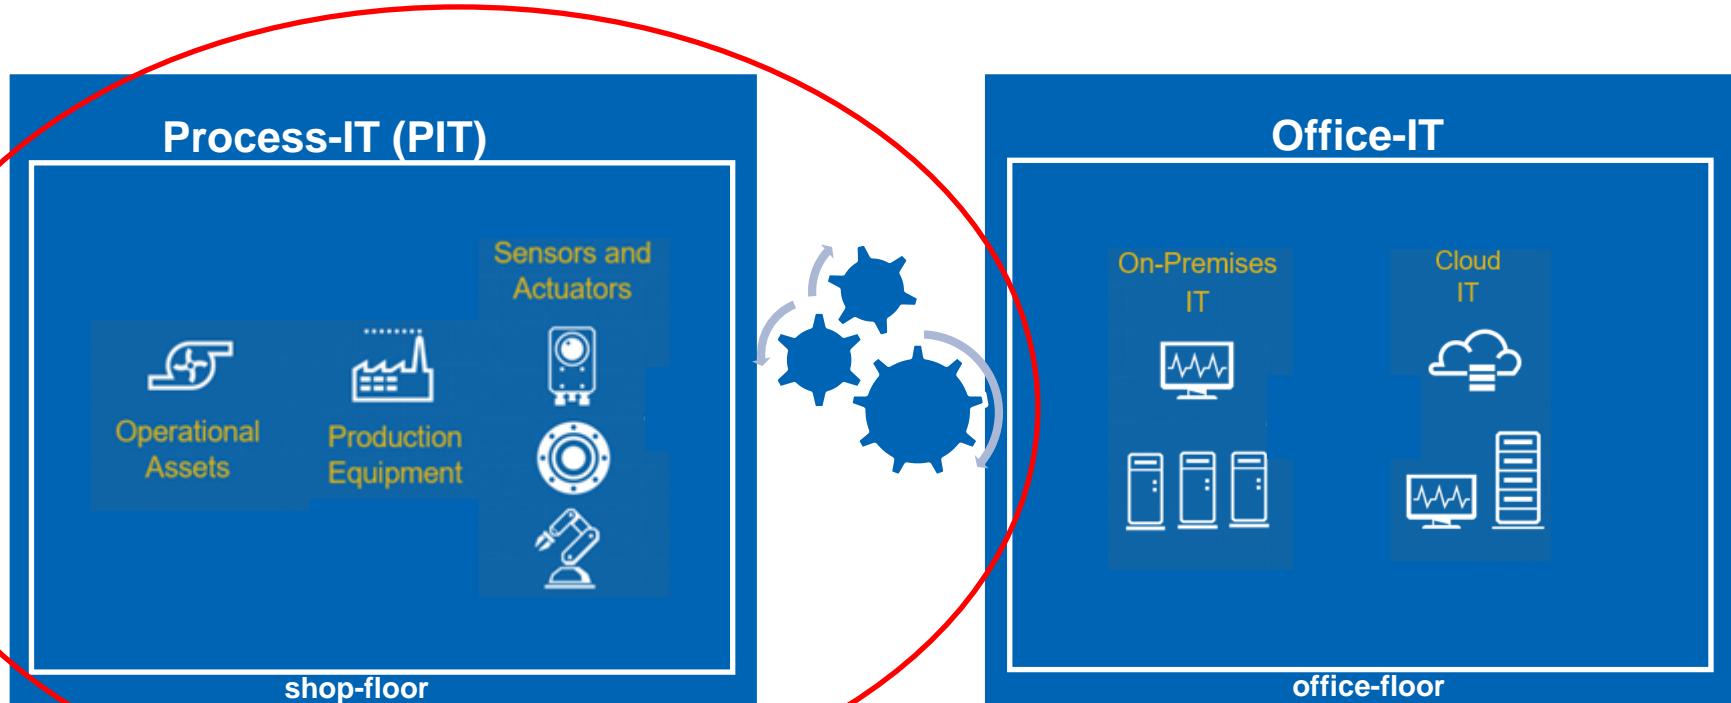 Process-IT (PIT)
Operational
Assets
Production
Equipment
Sensors and
Actuators
shop-floor
Office-IT
On-Premises
IT
Cloud
IT
office-floor